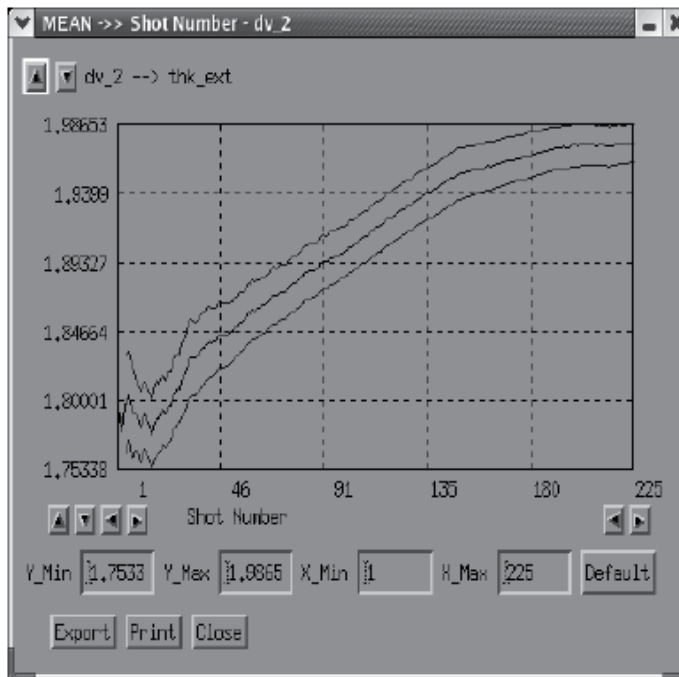 MEAN ->> Shot Number - dv_2
dv_2 --> thk_ext
1,98653
1,9399
1,89327
1,84664
1,80001
1,75338
1 46 91 135 180 225
Shot Number
Y_Min 1.7533 Y_Max 1.9865 X_Min 1 X_Max 225 Default
Export Print Close